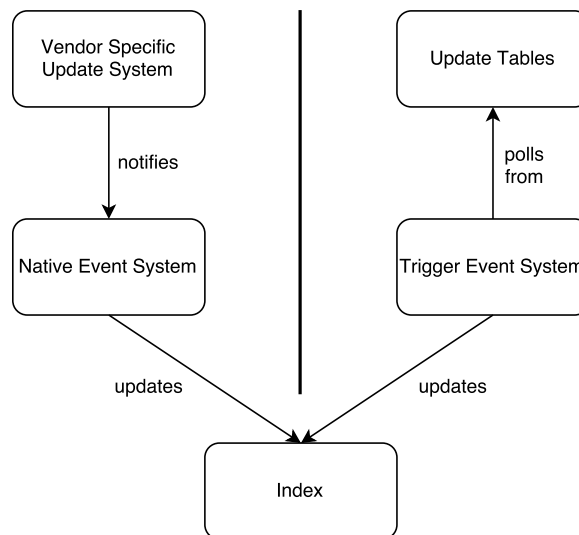 Vendor Specific
Update System
Update Tables
notifies
polls
from
Native Event System
Trigger Event System
updates
updates
Index